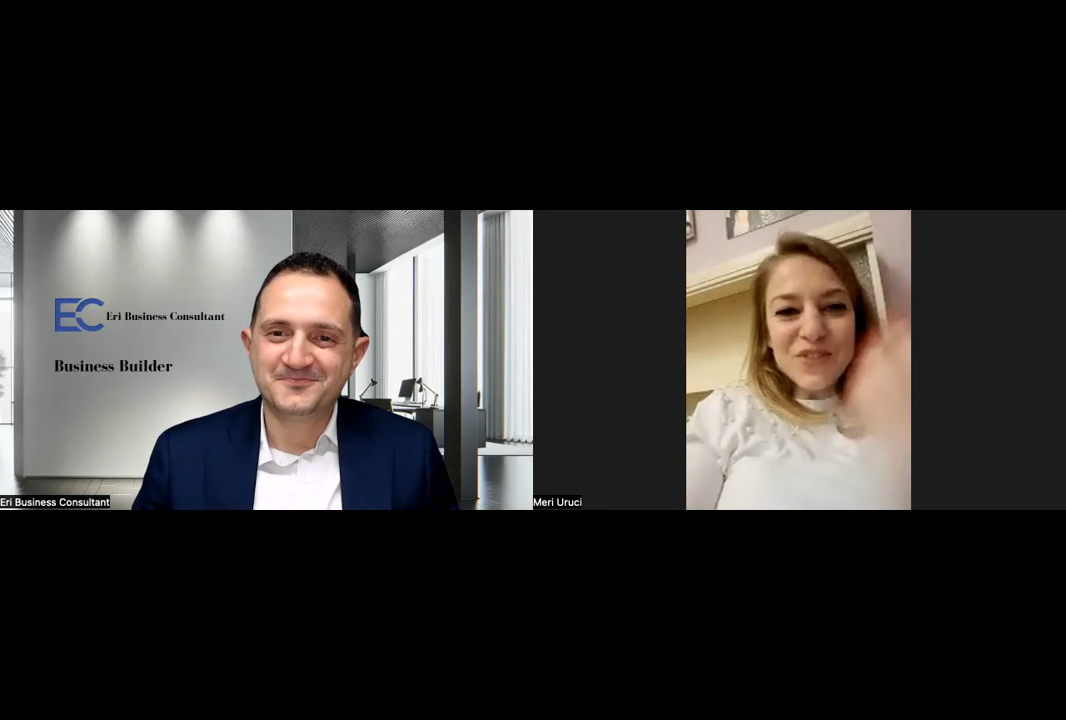 EC Eri Business Consultant
Business Builder
Eri Business Consultant
Meri Uruci